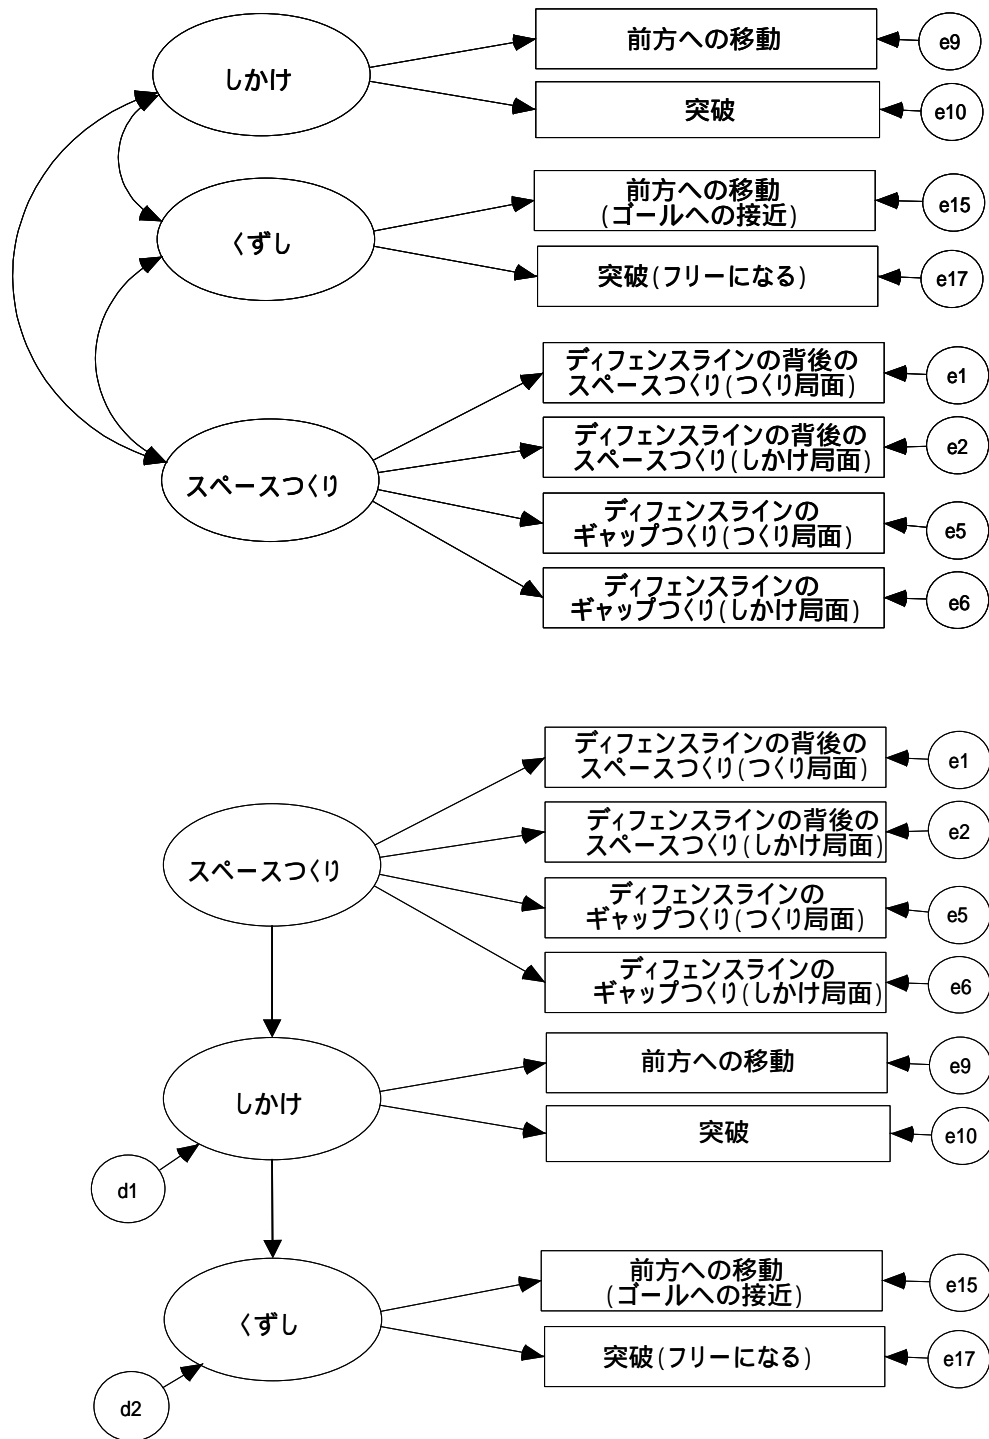 しかけ
前方への移動
e9
突破
e10
くずし
前方への移動
(ゴールへの接近)
e15
突破(フリーになる)
e17
スペースつくり
ディフェンスラインの背後の
スペースつくり(つくり局面)
e1
ディフェンスラインの背後の
スペースつくり(しかけ局面)
e2
ディフェンスラインの
ギャップつくり(つくり局面)
e5
ディフェンスラインの
ギャップつくり(しかけ局面)
e6
スペースつくり
ディフェンスラインの背後の
スペースつくり(つくり局面)
e1
ディフェンスラインの背後の
スペースつくり(しかけ局面)
e2
ディフェンスラインの
ギャップつくり(つくり局面)
e5
ディフェンスラインの
ギャップつくり(しかけ局面)
e6
しかけ
前方への移動
e9
突破
e10
d1
くずし
前方への移動
(ゴールへの接近)
e15
突破(フリーになる)
e17
d2